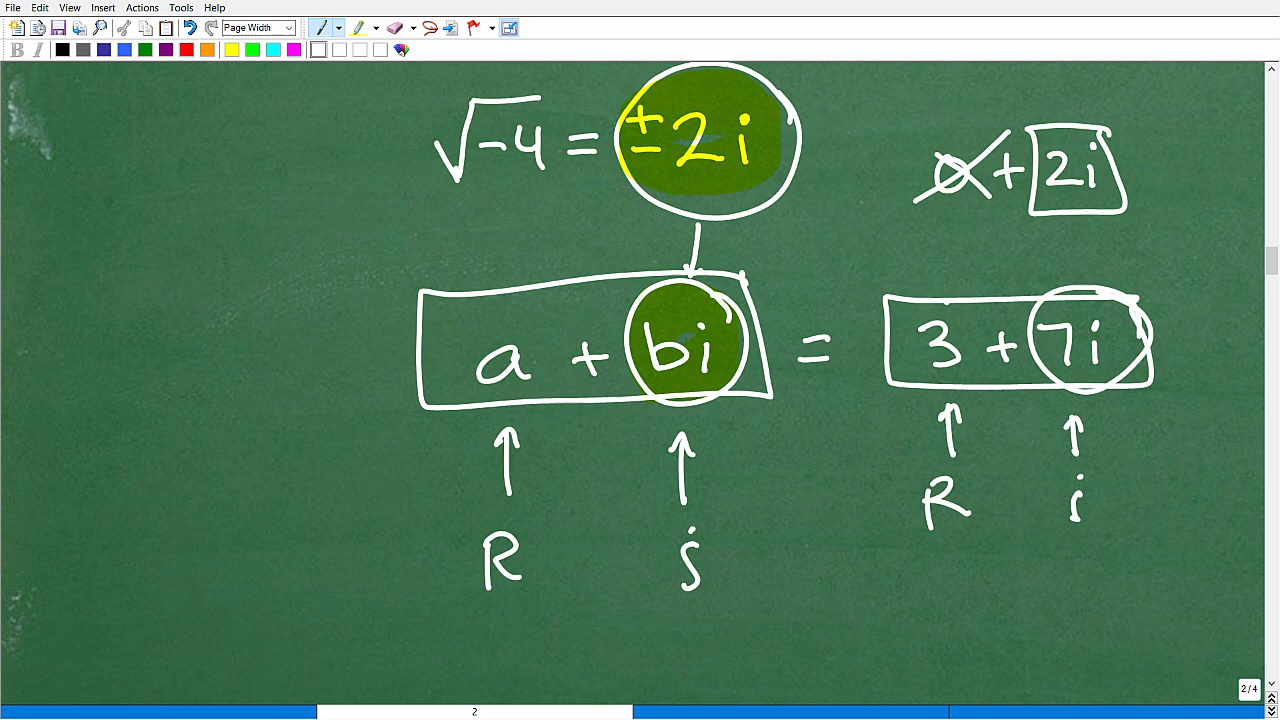 File Edit View Insert Actions Tools Help
Page Width
B I
√-4 = ±2i
0 + 2i
a + bi = 3 + 7i
R i R i
2 / 4
2